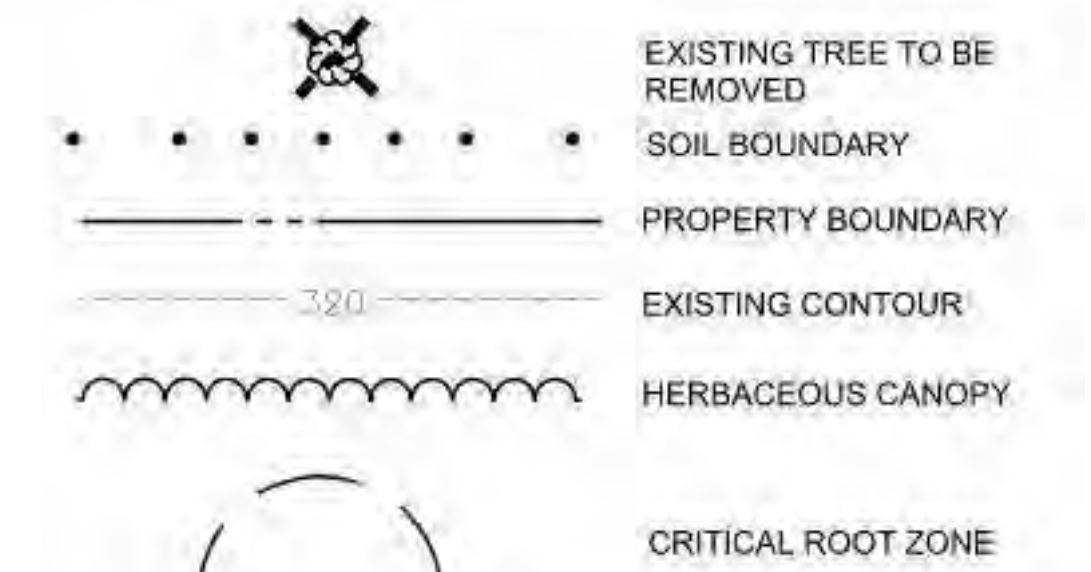 EXISTING TREE TO BE
REMOVED
SOIL BOUNDARY
PROPERTY BOUNDARY
320
EXISTING CONTOUR
HERBACEOUS CANOPY
CRITICAL ROOT ZONE